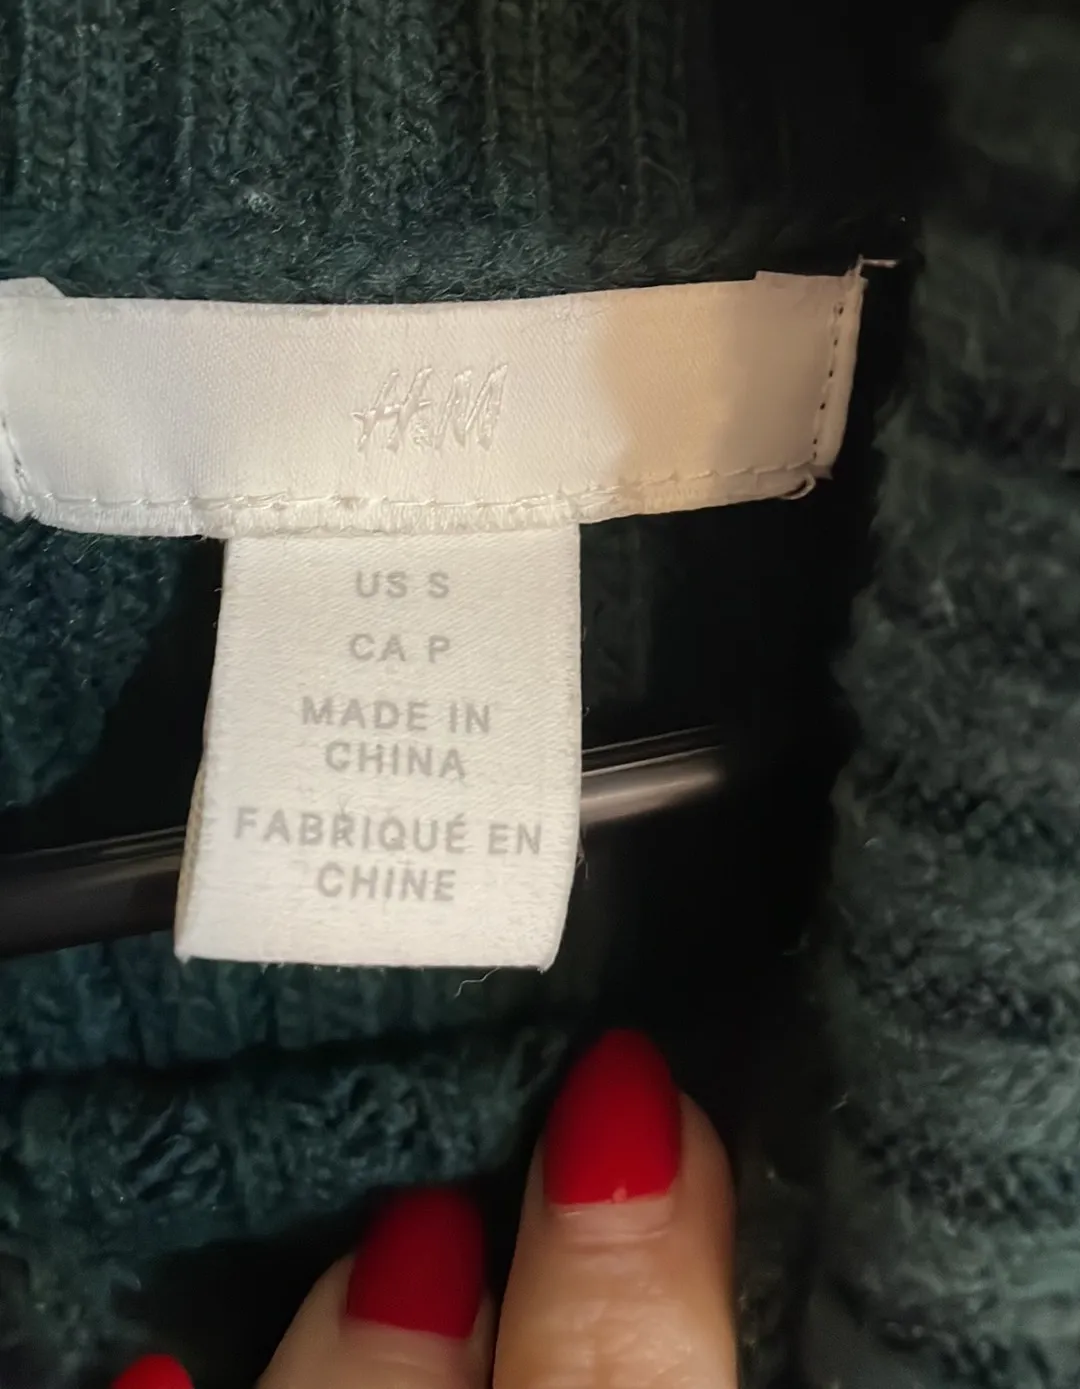 H&M
US S
CA P
MADE IN
CHINA
FABRIQUÉ EN
CHINE